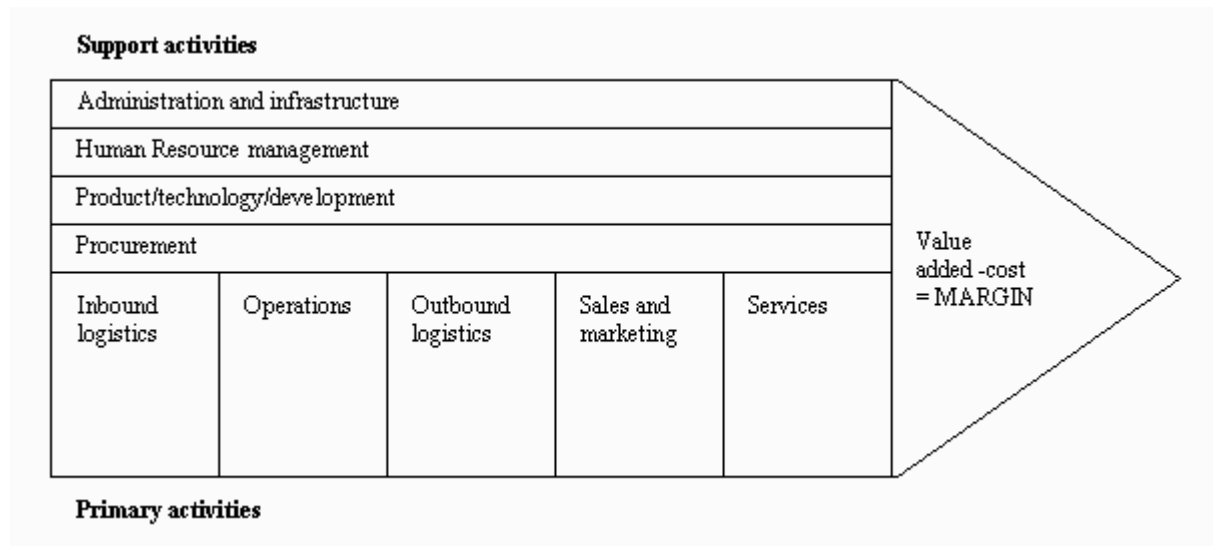 Support activities
Administration and infrastructure
Human Resource management
Product/technology/development
Procurement
Inbound
logistics
Operations
Outbound
logistics
Sales and
marketing
Services
Value
added -cost
= MARGIN
Primary activities